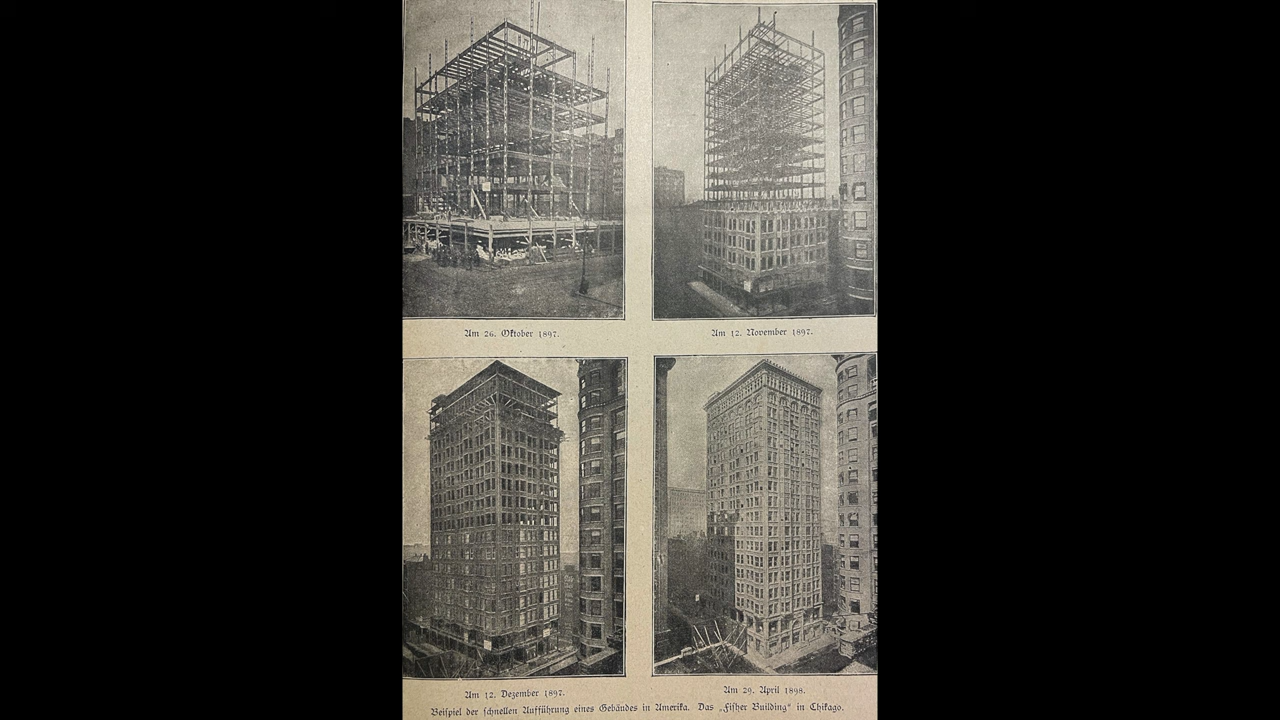 Am 26. Oktober 1897.
Am 12. November 1897.
Am 12. Dezember 1897.
Am 29. April 1898.
Beispiel der schnellen Aufführung eines Gebäudes in Amerika. Das „Fisher Building“ in Chikago.